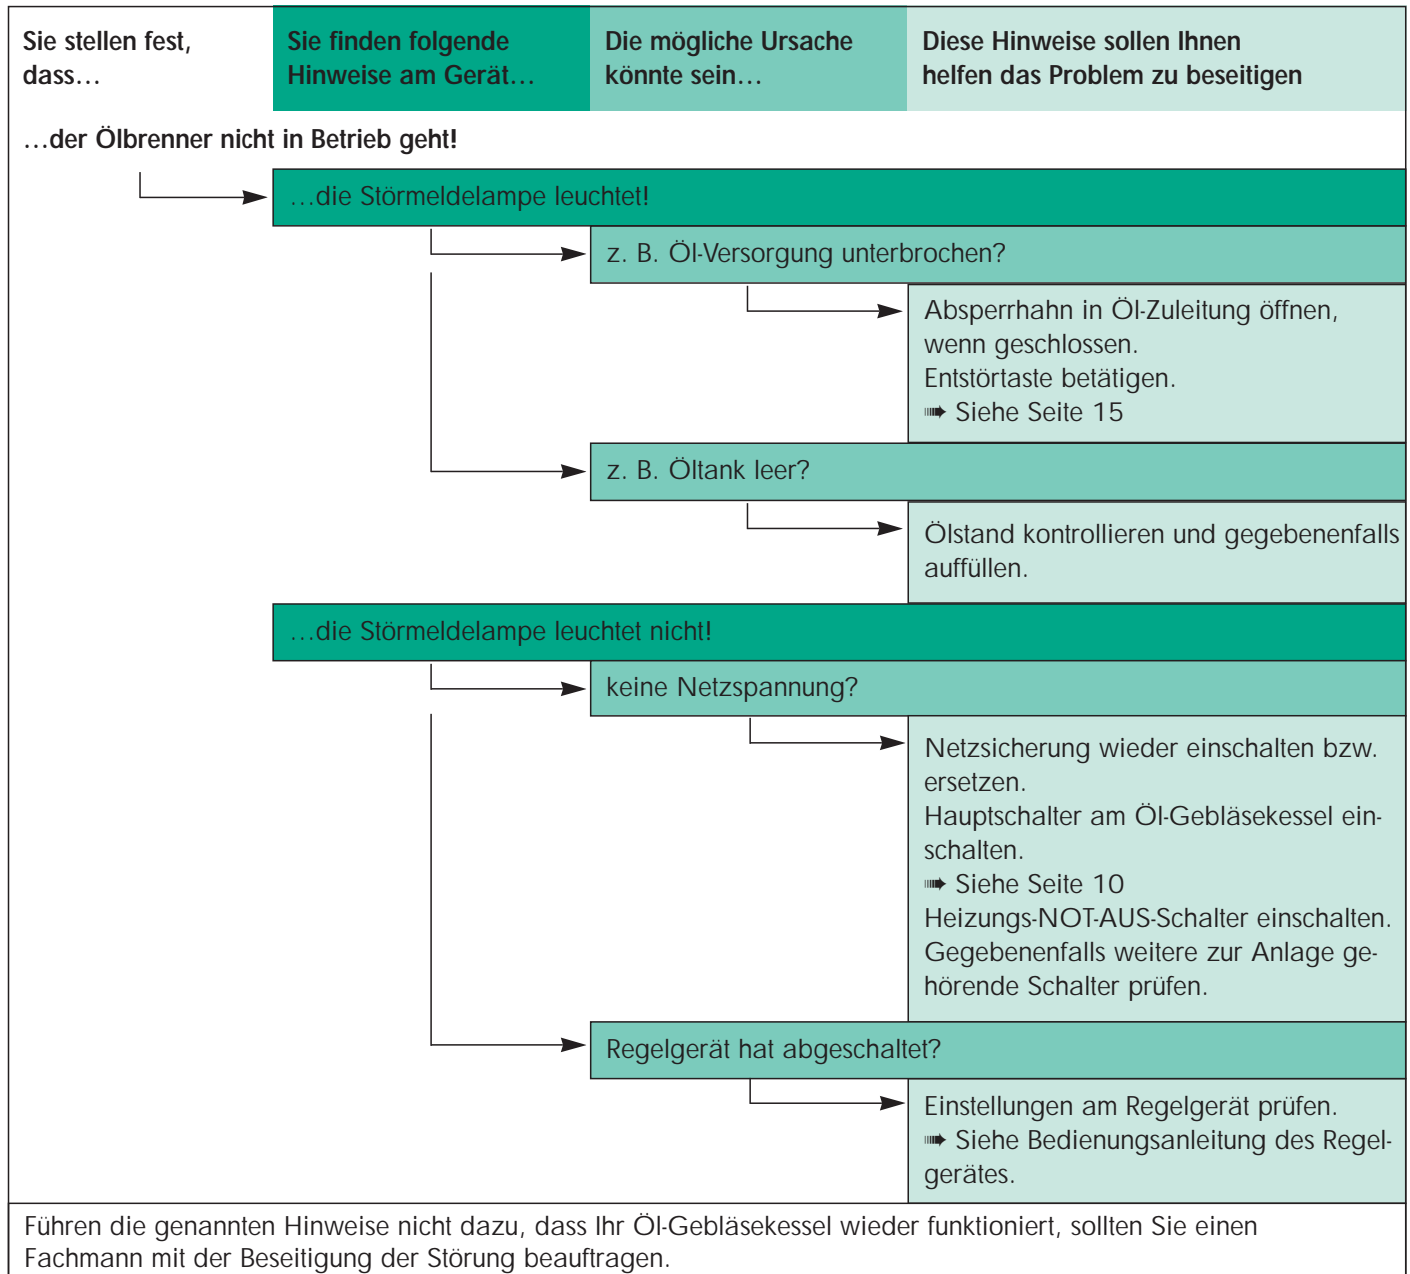 Sie stellen fest,
dass…
Sie finden folgende
Hinweise am Gerät…
Die mögliche Ursache
könnte sein…
Diese Hinweise sollen Ihnen
helfen das Problem zu beseitigen
…der Ölbrenner nicht in Betrieb geht!
…die Störmeldelampe leuchtet!
z. B. Öl-Versorgung unterbrochen?
Absperrhahn in Öl-Zuleitung öffnen,
wenn geschlossen.
Entstörtaste betätigen.
➠ Siehe Seite 15
z. B. Öltank leer?
Ölstand kontrollieren und gegebenenfalls
auffüllen.
…die Störmeldelampe leuchtet nicht!
keine Netzspannung?
Netzsicherung wieder einschalten bzw.
ersetzen.
Hauptschalter am Öl-Gebläsekessel ein-
schalten.
➠ Siehe Seite 10
Heizungs-NOT-AUS-Schalter einschalten.
Gegebenenfalls weitere zur Anlage ge-
hörende Schalter prüfen.
Regelgerät hat abgeschaltet?
Einstellungen am Regelgerät prüfen.
➠ Siehe Bedienungsanleitung des Regel-
gerätes.
Führen die genannten Hinweise nicht dazu, dass Ihr Öl-Gebläsekessel wieder funktioniert, sollten Sie einen
Fachmann mit der Beseitigung der Störung beauftragen.